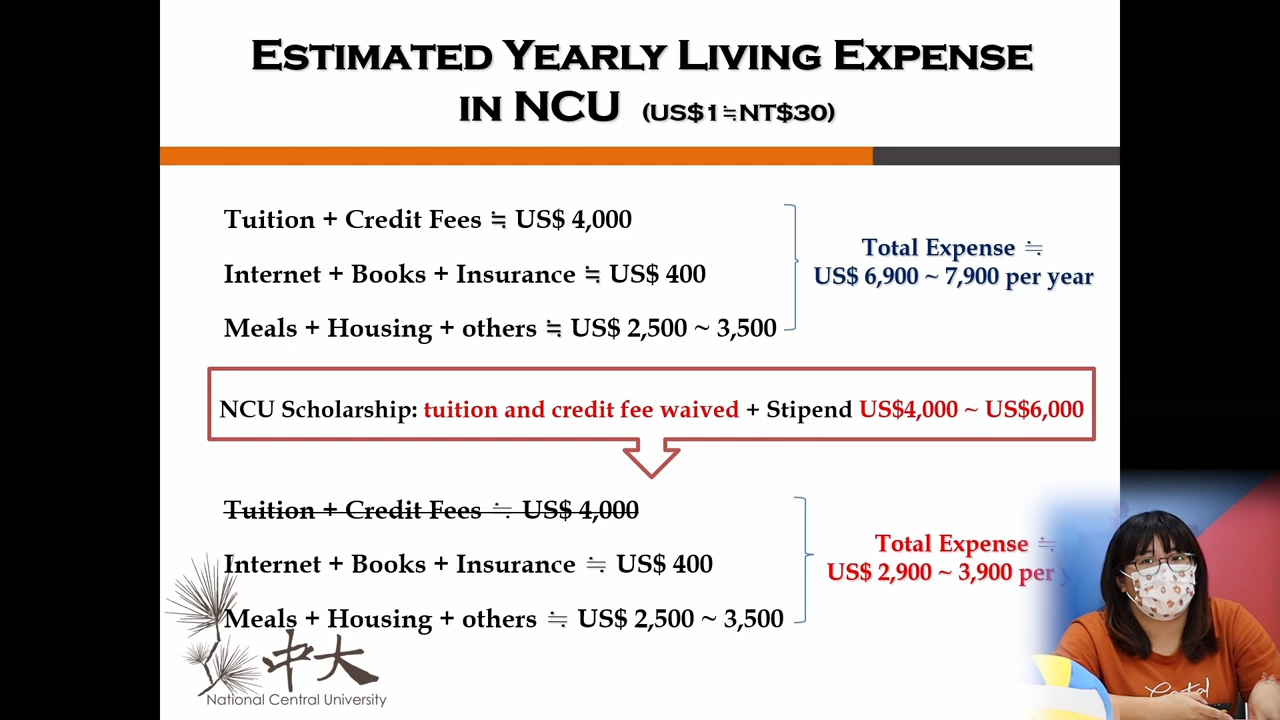 ESTIMATED YEARLY LIVING EXPENSE
IN NCU (US$1≒NT$30)
Tuition + Credit Fees ≒ US$ 4,000
Internet + Books + Insurance ≒ US$ 400
Meals + Housing + others ≒ US$ 2,500 ~ 3,500
Total Expense ≒
US$ 6,900 ~ 7,900 per year
NCU Scholarship: tuition and credit fee waived + Stipend US$4,000 ~ US$6,000
Tuition + Credit Fees ≒ US$ 4,000
Internet + Books + Insurance ≒ US$ 400
Meals + Housing + others ≒ US$ 2,500 ~ 3,500
Total Expense ≒
US$ 2,900 ~ 3,900 per
中大
National Central University